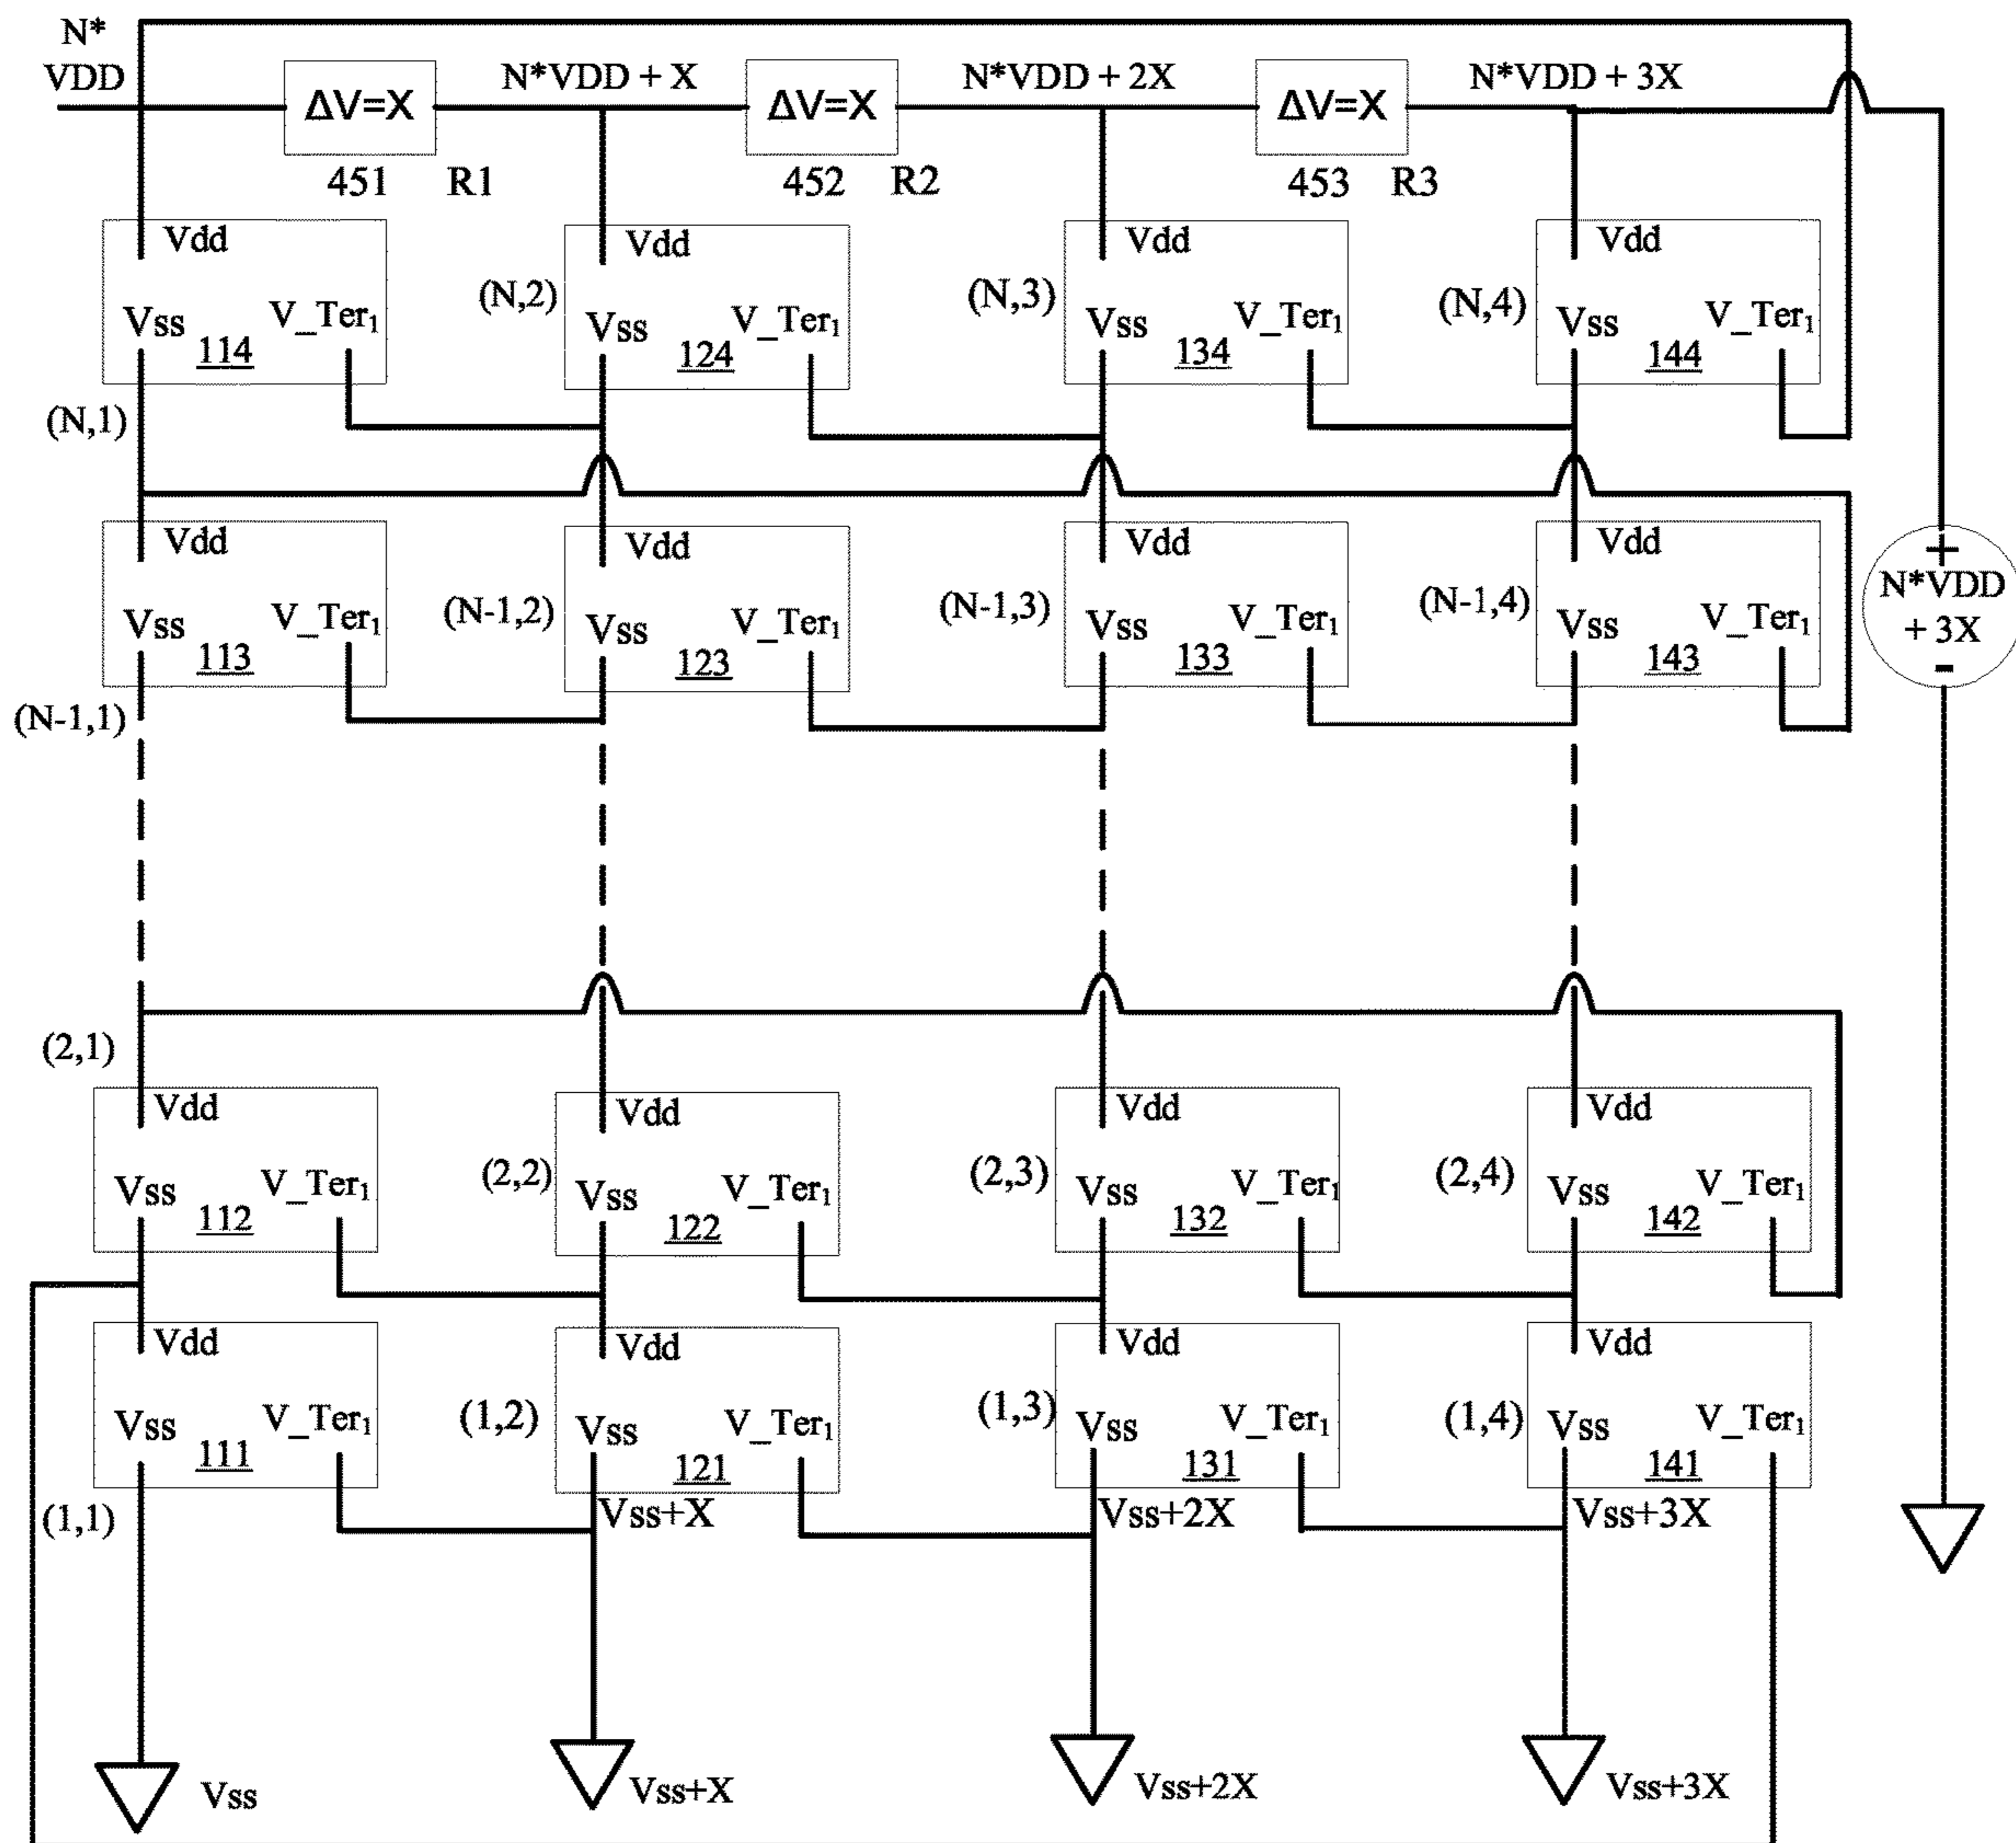 N*
VDD
ΔV=X
N*VDD + X
ΔV=X
N*VDD + 2X
ΔV=X
N*VDD + 3X
451 R1
452 R2
453 R3
Vdd
Vss
V_Ter1
114
(N,1)
(N,2)
Vdd
Vss
V_Ter1
124
(N,3)
Vdd
Vss
V_Ter1
134
(N,4)
Vdd
Vss
V_Ter1
144
Vdd
Vss
V_Ter1
113
(N-1,1)
(N-1,2)
Vdd
Vss
V_Ter1
123
(N-1,3)
Vdd
Vss
V_Ter1
133
(N-1,4)
Vdd
Vss
V_Ter1
143
+
N*VDD
+ 3X
-
(2,1)
Vdd
Vss
V_Ter1
112
(2,2)
Vdd
Vss
V_Ter1
122
(2,3)
Vdd
Vss
V_Ter1
132
(2,4)
Vdd
Vss
V_Ter1
142
Vdd
Vss
V_Ter1
111
(1,1)
(1,2)
Vdd
Vss
V_Ter1
121
Vss+X
(1,3)
Vdd
Vss
V_Ter1
131
Vss+2X
(1,4)
Vdd
Vss
V_Ter1
141
Vss+3X
Vss
Vss+X
Vss+2X
Vss+3X